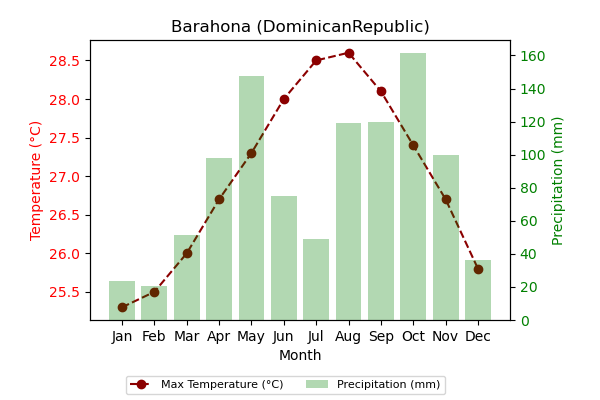 Barahona (DominicanRepublic)
28.5
28.0
27.5
27.0
26.5
26.0
25.5
Temperature (°C)
160
140
120
100
80
60
40
20
0
Precipitation (mm)
Jan Feb Mar Apr May Jun Jul Aug Sep Oct Nov Dec
Month
Max Temperature (°C) Precipitation (mm)